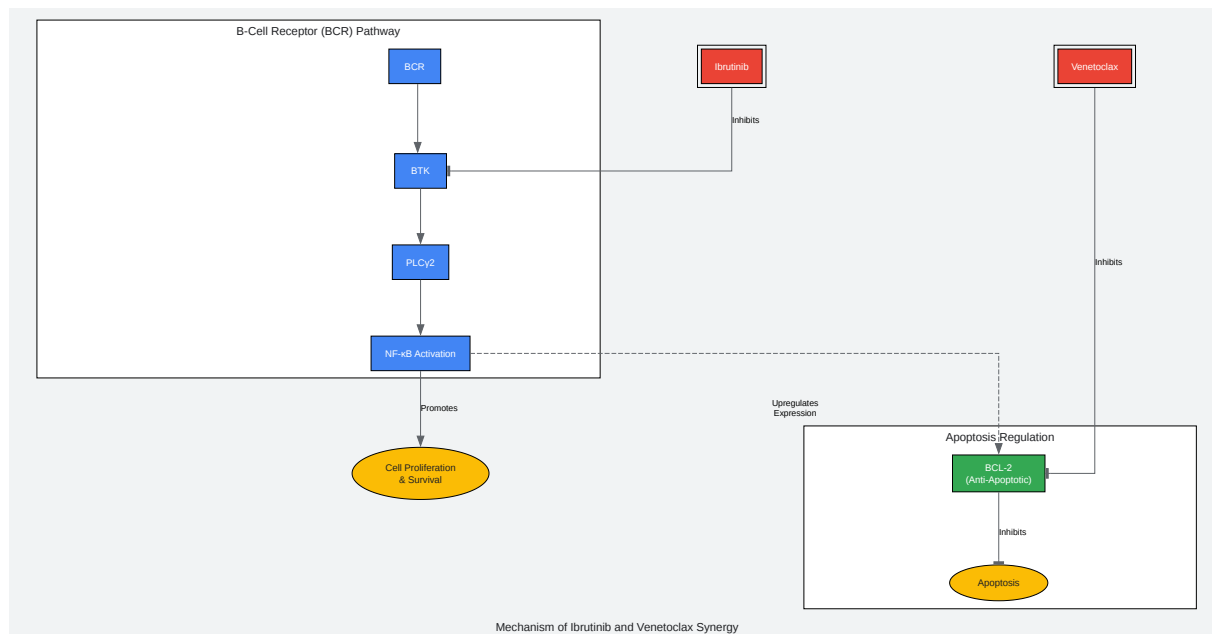 B-Cell Receptor (BCR) Pathway
BCR
Ibrutinib
Venetoclax
Inhibits
BTK
PLCγ2
Inhibits
NF-κB Activation
Promotes
Upregulates
Expression
Apoptosis Regulation
Cell Proliferation
& Survival
BCL-2
(Anti-Apoptotic)
Inhibits
Apoptosis
Mechanism of Ibrutinib and Venetoclax Synergy